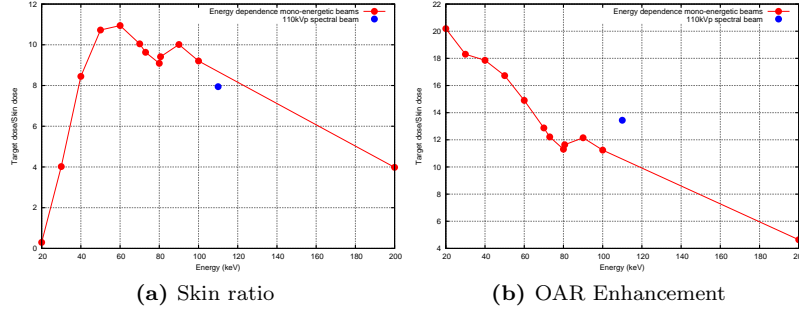 Energy dependence mono-energetic beams
110kVp spectral beam
Target dose/Skin dose
12
10
8
6
4
2
0
20 40 60 80 100 120 140 160 180 200
Energy (keV)
(a) Skin ratio
Energy dependence mono-energetic beams
110kVp spectral beam
Target dose/Skin dose
22
20
18
16
14
12
10
8
6
4
20 40 60 80 100 120 140 160 180 200
Energy (keV)
(b) OAR Enhancement